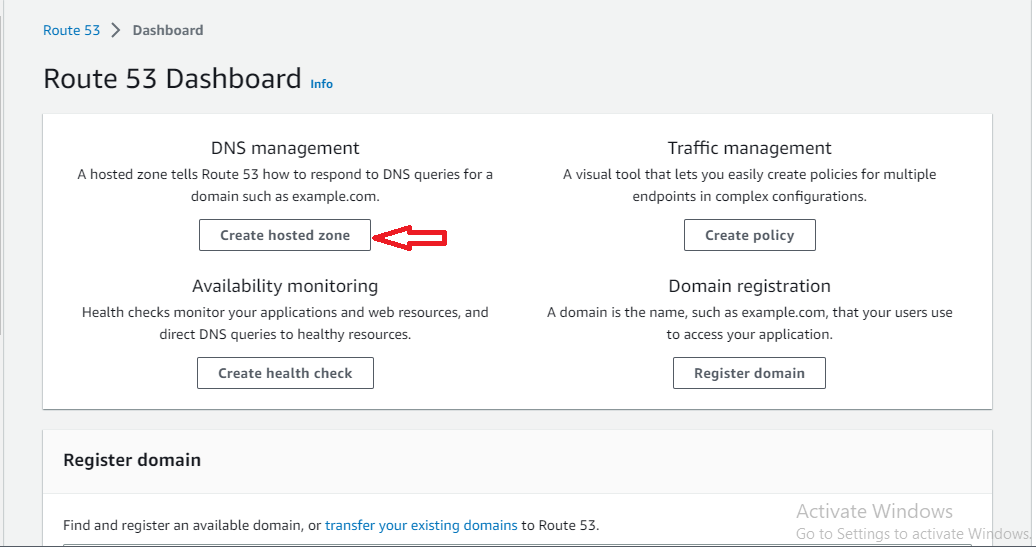 Route 53 > Dashboard
Route 53 Dashboard Info
DNS management
A hosted zone tells Route 53 how to respond to DNS queries for a
domain such as example.com.
Create hosted zone
Traffic management
A visual tool that lets you easily create policies for multiple
endpoints in complex configurations.
Create policy
Availability monitoring
Health checks monitor your applications and web resources, and
direct DNS queries to healthy resources.
Create health check
Domain registration
A domain is the name, such as example.com, that your users use
to access your application.
Register domain
Register domain
Find and register an available domain, or transfer your existing domains to Route 53.
Activate Windows
Go to Settings to activate Windows.